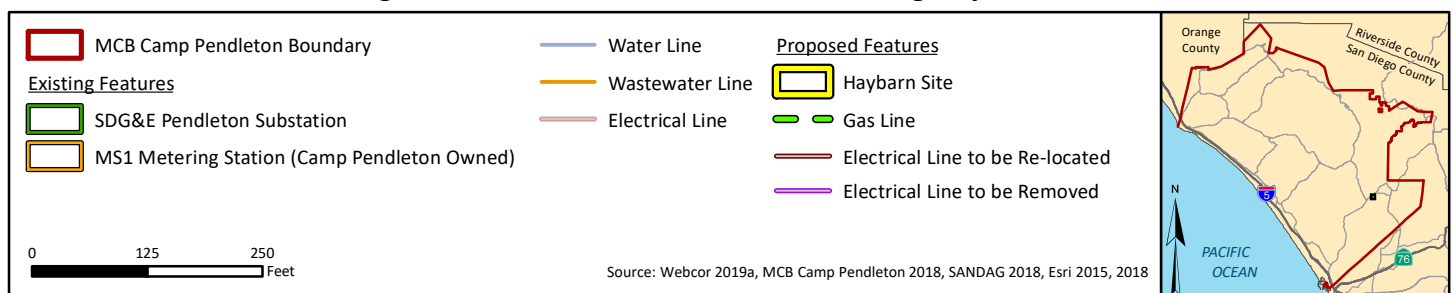 MCB Camp Pendleton Boundary
Existing Features
SDG&E Pendleton Substation
MS1 Metering Station (Camp Pendleton Owned)
Water Line
Wastewater Line
Electrical Line
Proposed Features
Haybarn Site
Gas Line
Electrical Line to be Re-located
Electrical Line to be Removed
0 125 250
Feet
Source: Webcor 2019a, MCB Camp Pendleton 2018, SANDAG 2018, Esri 2015, 2018
Orange
County
Riverside County
San Diego County
5
N
76
PACIFIC
OCEAN